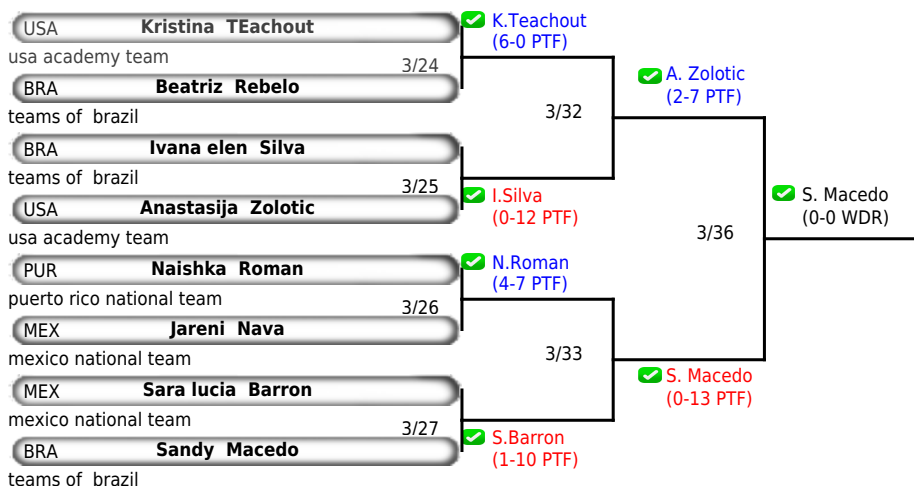 USA Kristina TEachout
usa academy team
3/24
BRA Beatriz Rebelo
teams of brazil
BRA Ivana elen Silva
teams of brazil
3/25
USA Anastasija Zolotic
usa academy team
PUR Naishka Roman
puerto rico national team
3/26
MEX Jareni Nava
mexico national team
MEX Sara lucia Barron
mexico national team
3/27
BRA Sandy Macedo
teams of brazil
K.Teachout
(6-0 PTF)
3/32
I.Silva
(0-12 PTF)
N.Roman
(4-7 PTF)
3/33
S.Barron
(1-10 PTF)
A. Zolotic
(2-7 PTF)
3/36
S. Macedo
(0-13 PTF)
S. Macedo
(0-0 WDR)